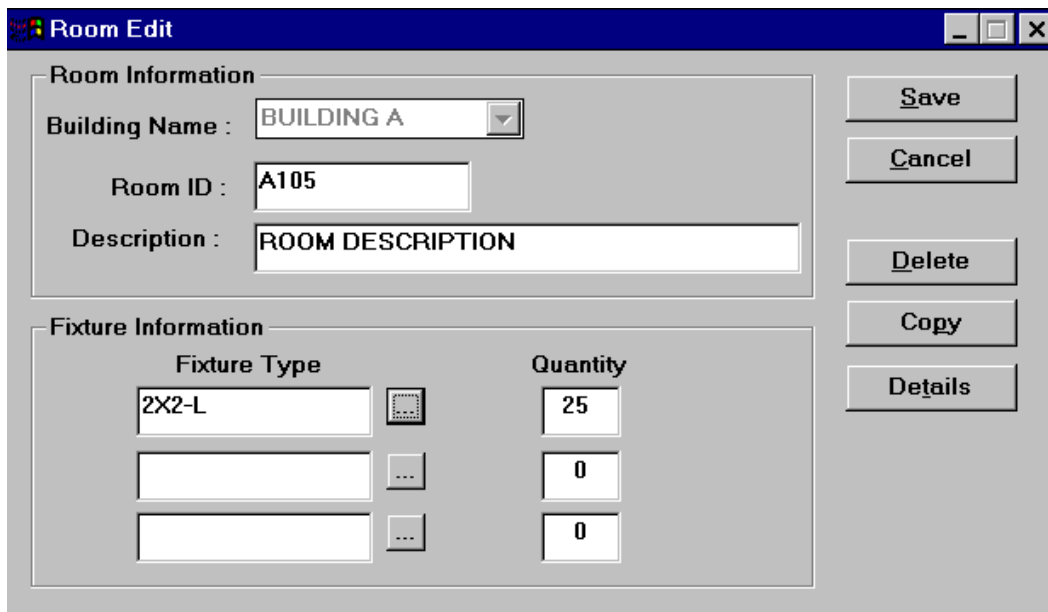 Room Edit
Room Information
Building Name : BUILDING A
Room ID : A105
Description : ROOM DESCRIPTION
Fixture Information
Fixture Type Quantity
2X2-L ... 25
... 0
... 0
Save
Cancel
Delete
Copy
Details